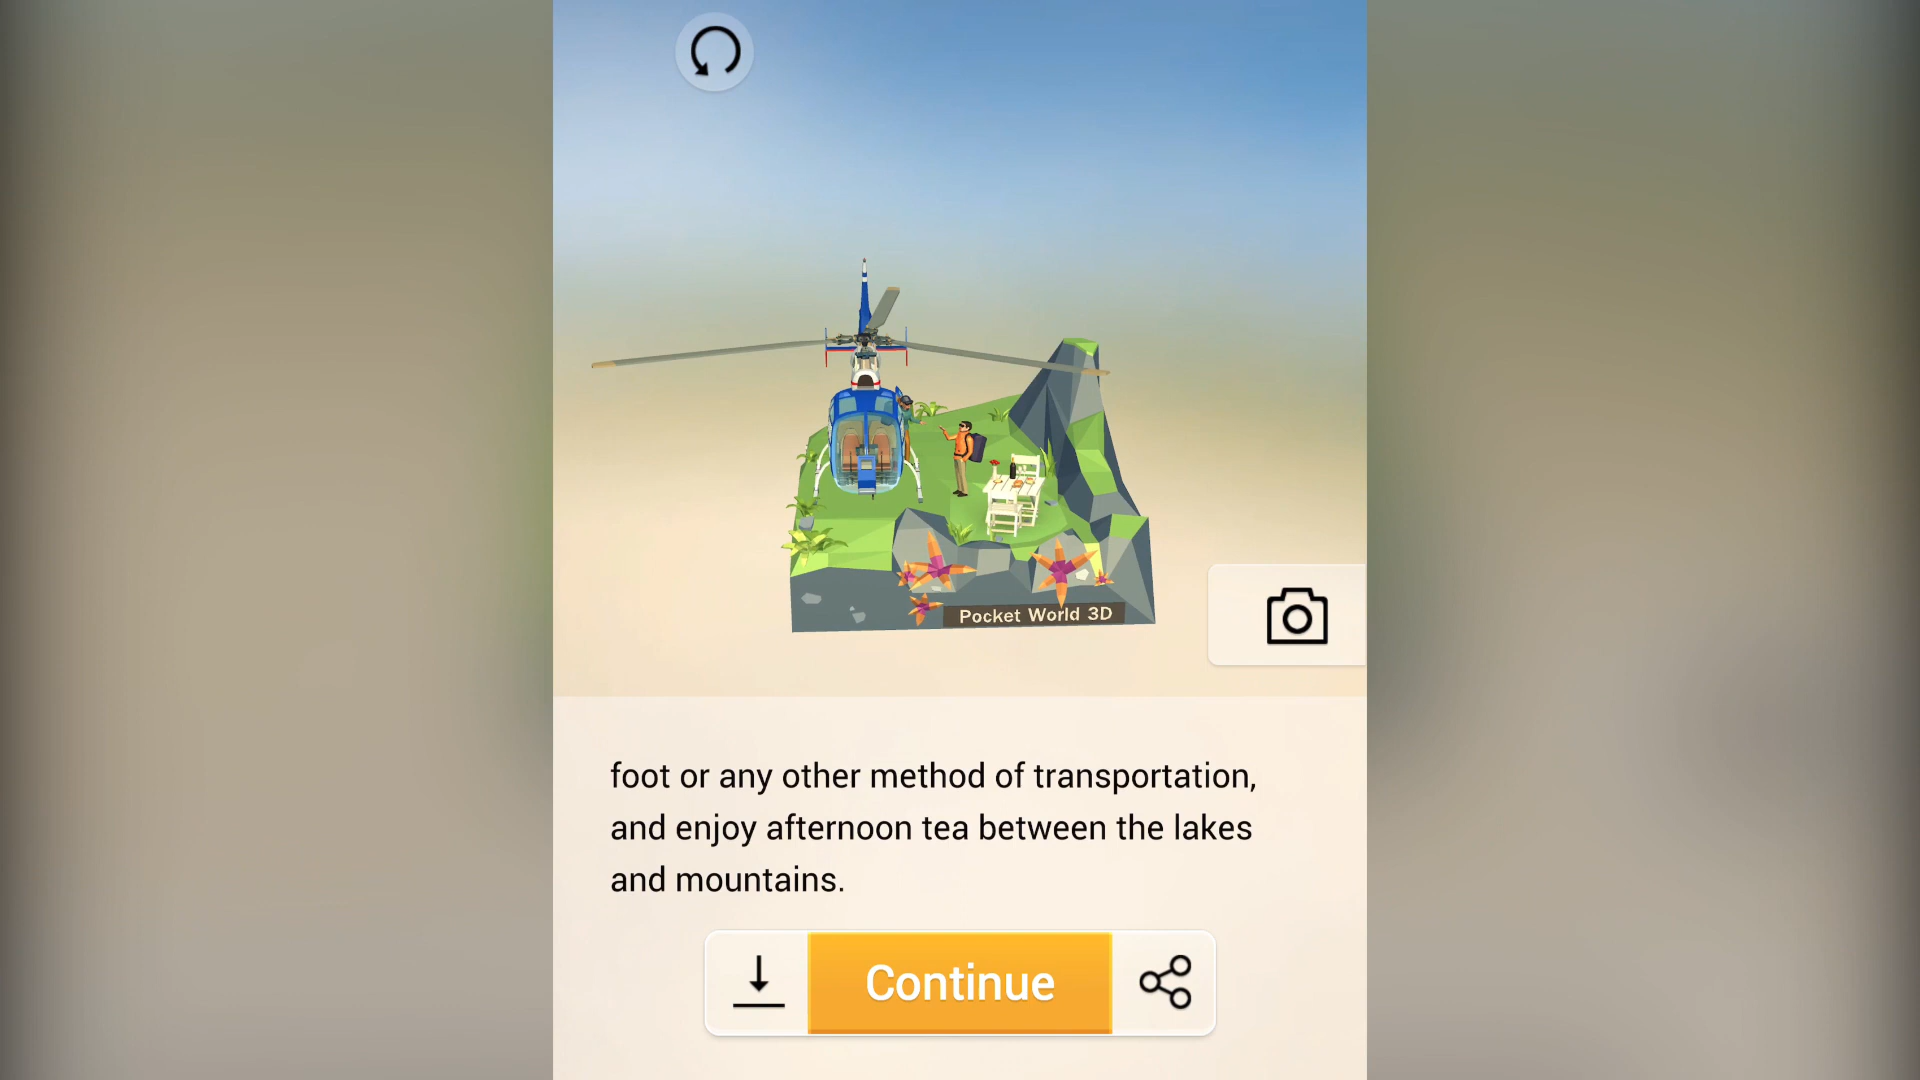 Pocket World 3D
foot or any other method of transportation,
and enjoy afternoon tea between the lakes
and mountains.
Continue